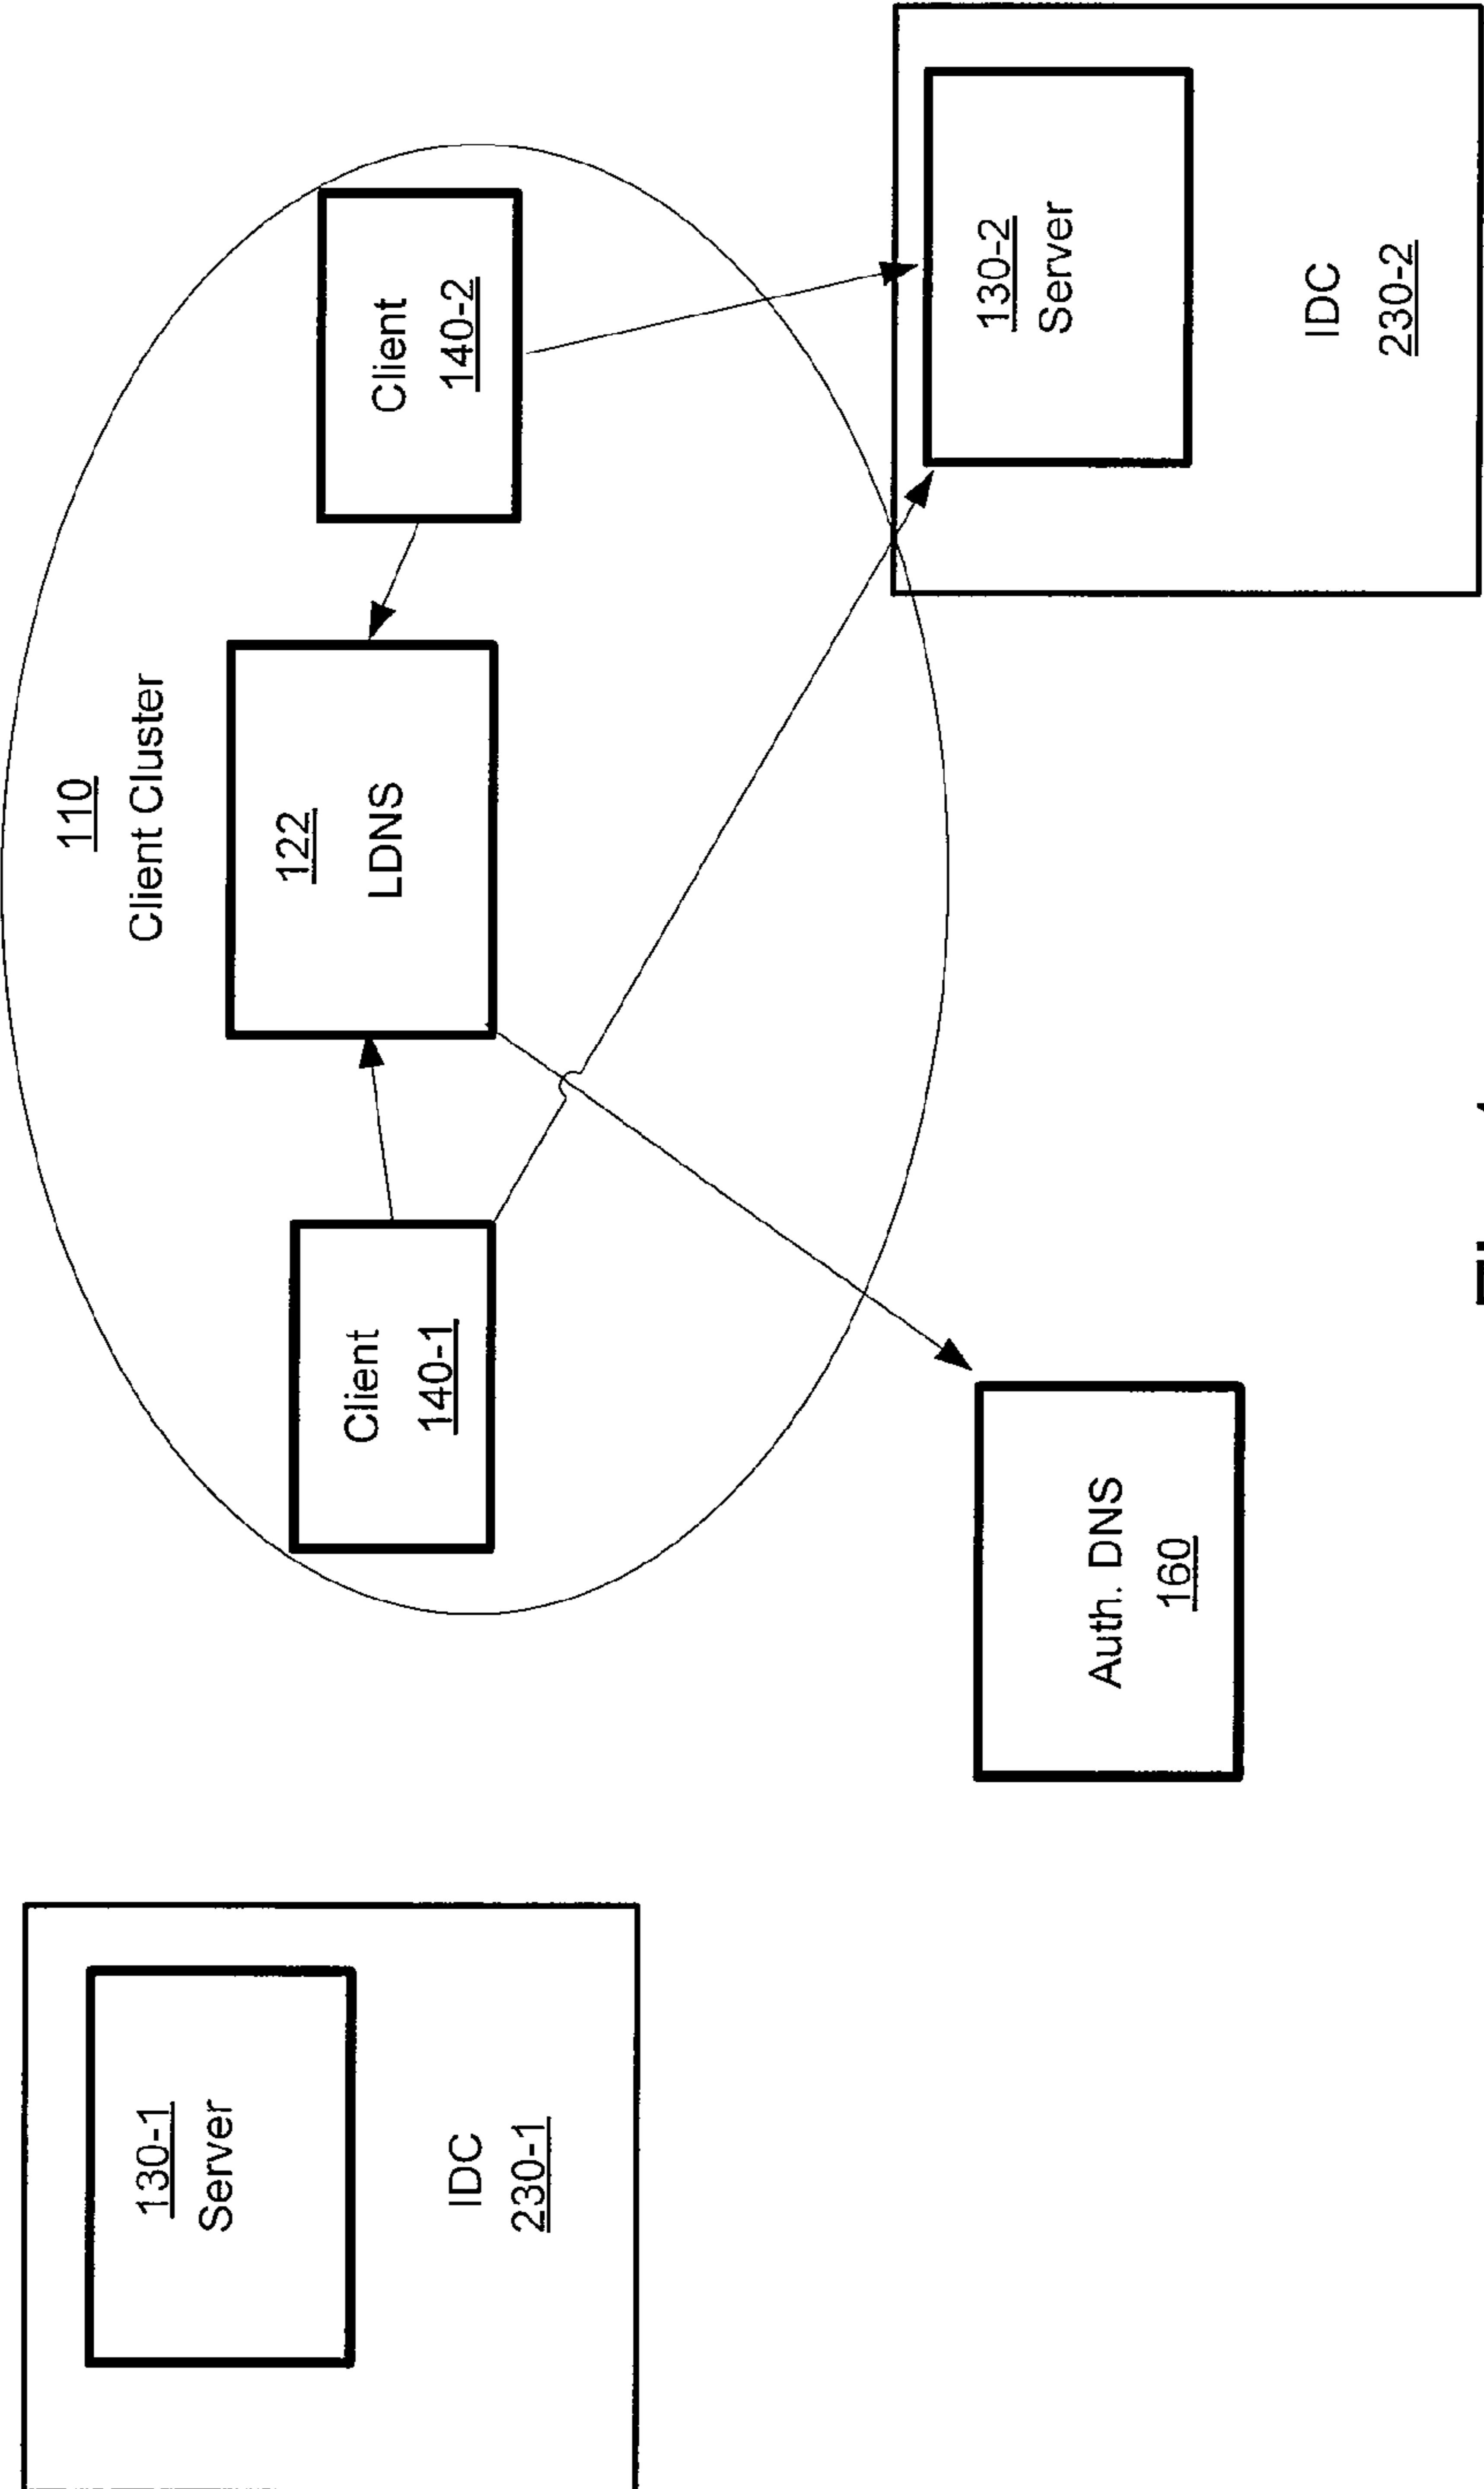 110
Client Cluster
122
LDNS
Client
140-1
Client
140-2
130-1
Server
IDC
230-1
Auth. DNS
160
130-2
Server
IDC
230-2